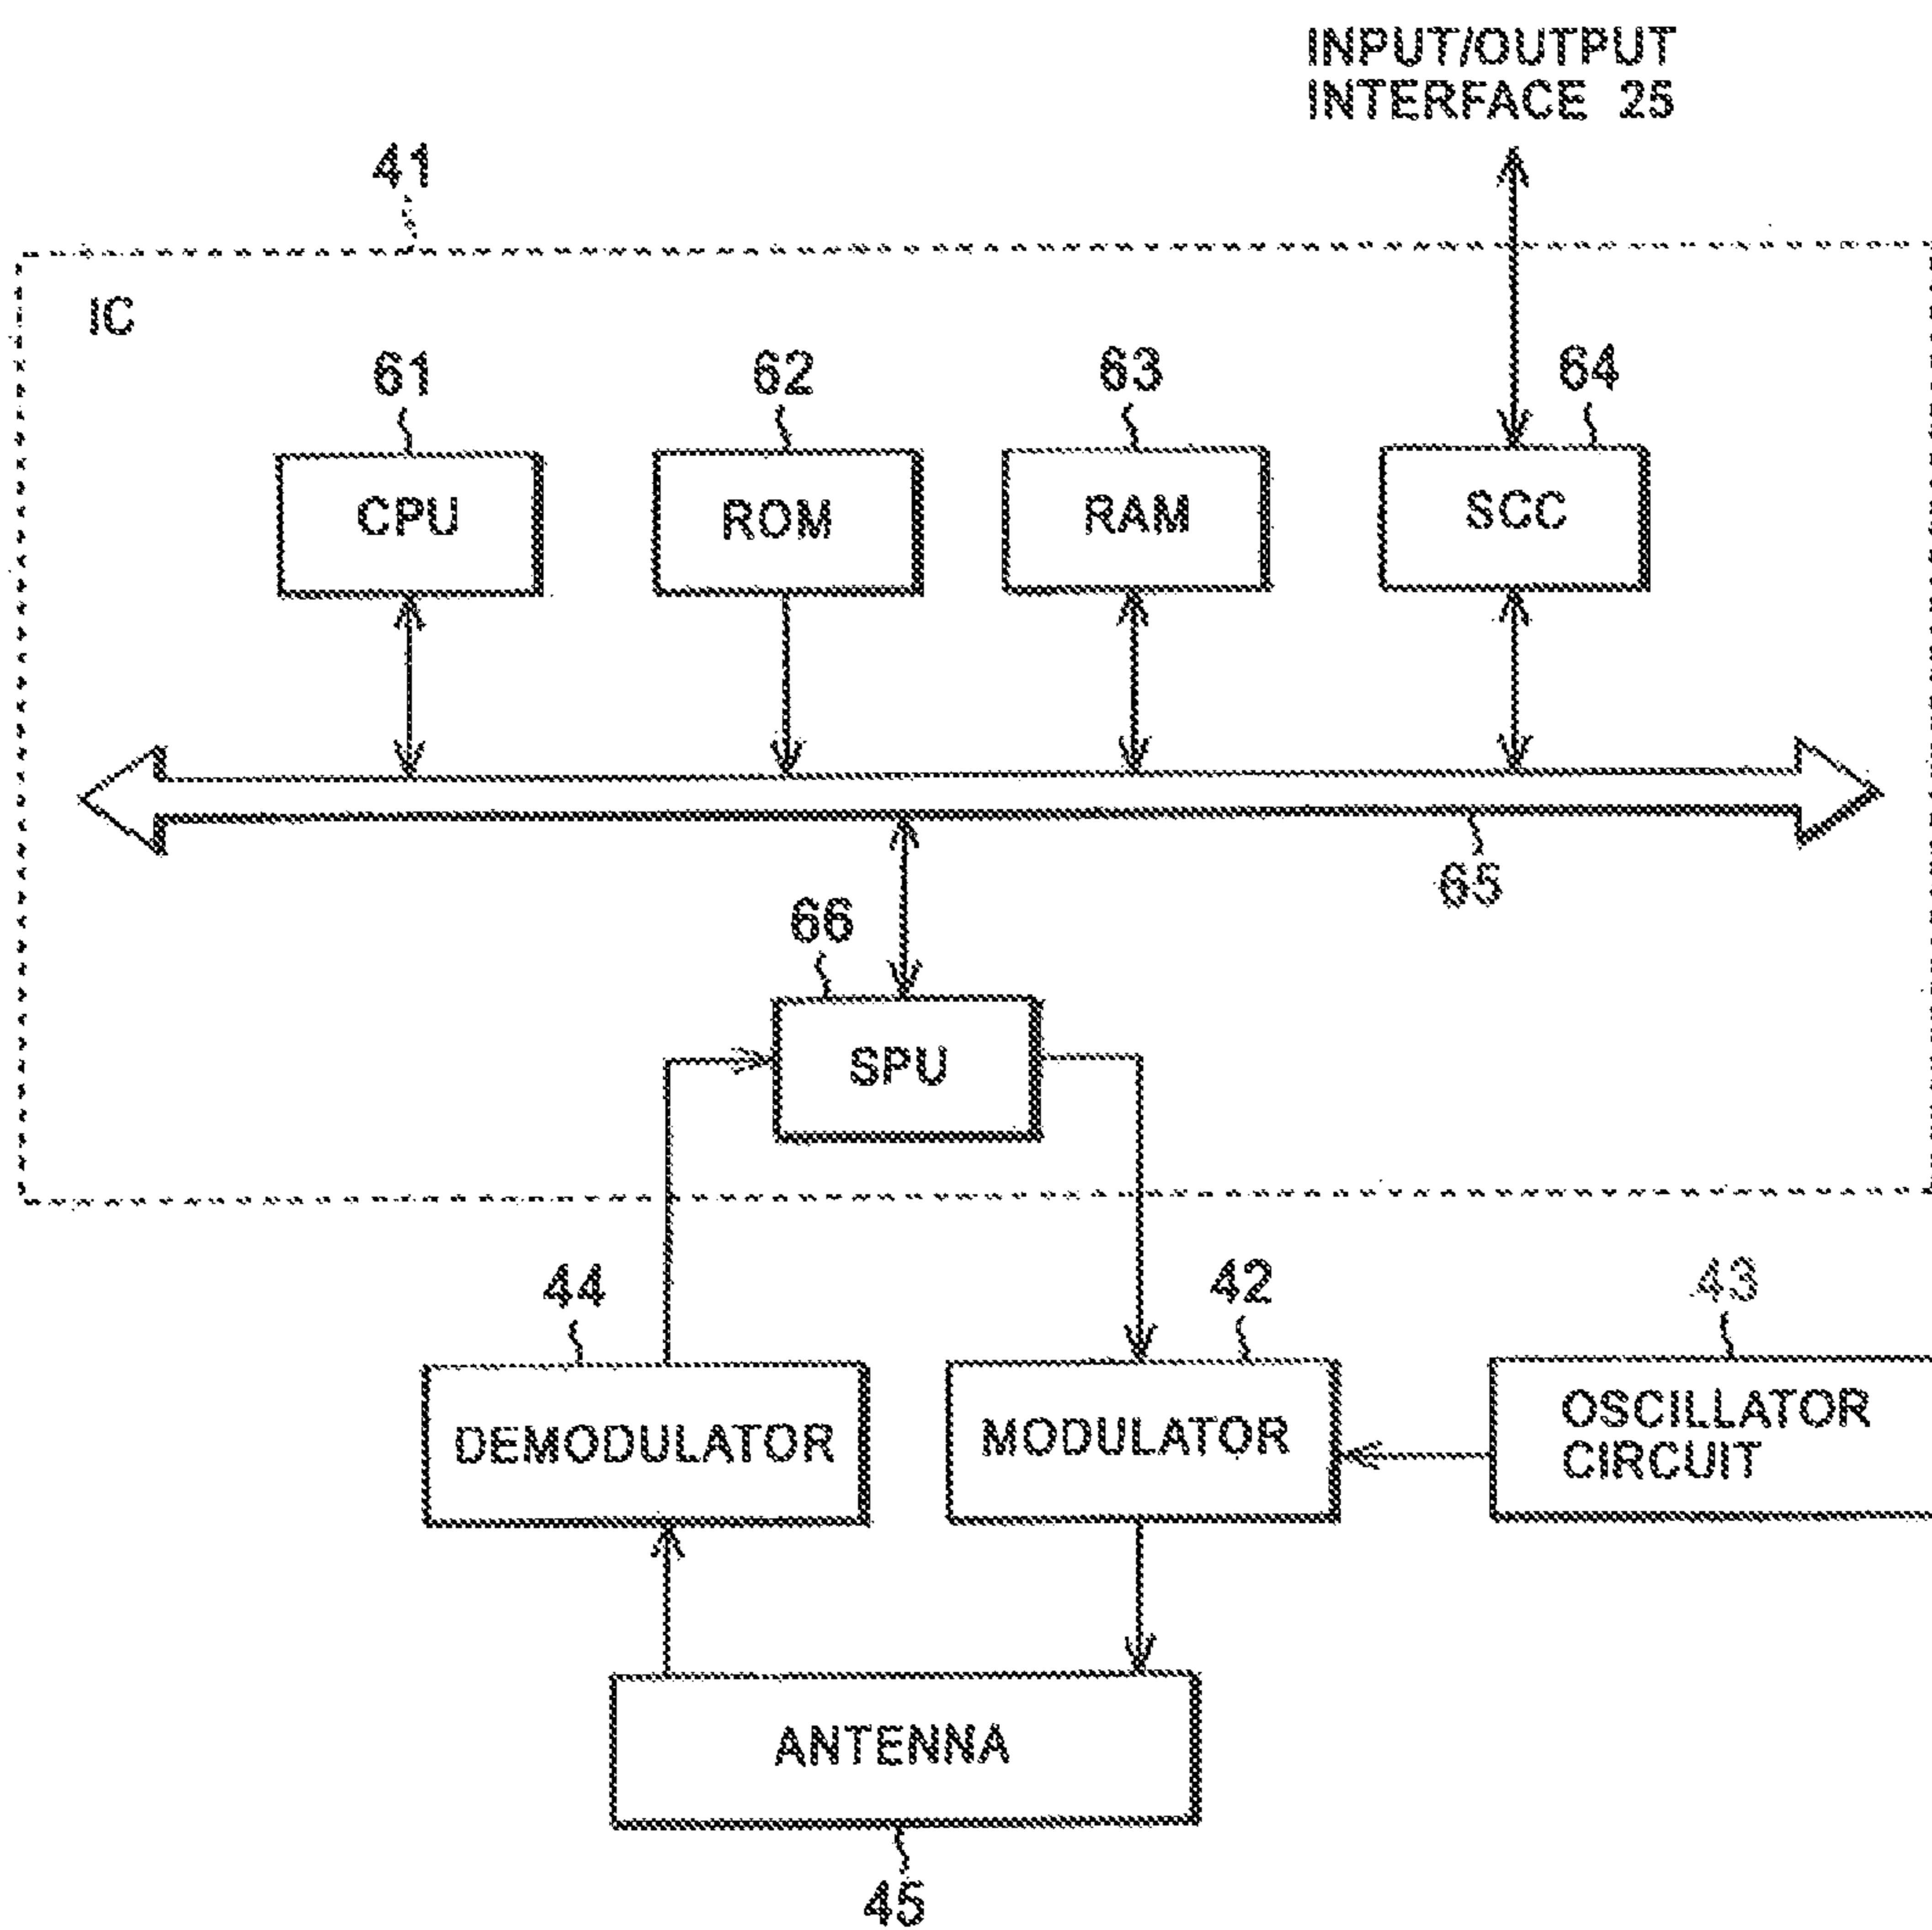 INPUT/OUTPUT
INTERFACE 25
41
IC
61
62
63
64
CPU
ROM
RAM
SCC
65
66
SPU
44
42
43
DEMODULATOR
MODULATOR
OSCILLATOR
CIRCUIT
ANTENNA
45